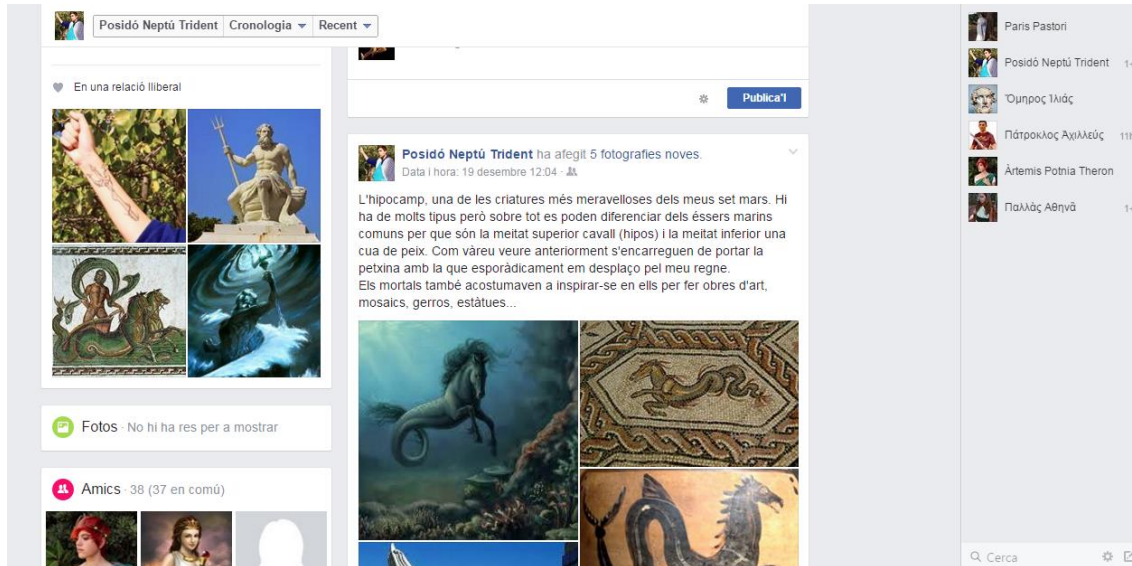 Posidó Neptú Trident Cronologia Recent
En una relació lliberal
Fotos · No hi ha res per a mostrar
Amics · 38 (37 en comú)
Publica'l
Posidó Neptú Trident ha afegit 5 fotografies noves.
Data i hora: 19 desembre 12:04 ·
L'hipocamp, una de les criatures més meravelloses dels meus set mars. Hi
ha de molts tipus però sobre tot es poden diferenciar dels éssers marins
comuns per que són la meitat superior cavall (hipos) i la meitat inferior una
cua de peix. Com vàreu veure anteriorment s'encarreguen de portar la
petxina amb la que esporàdicament em desplaço pel meu regne.
Els mortals també acostumaven a inspirar-se en ells per fer obres d'art,
mosaics, gerros, estàtues...
Paris Pastori
Posidó Neptú Trident
Όμηρος Ἰλιάς
Πάτροκλος Ἀχιλλεύς 11h
Àrtemis Potnia Theron
Παλλὰς Αθηνᾶ
Cerca